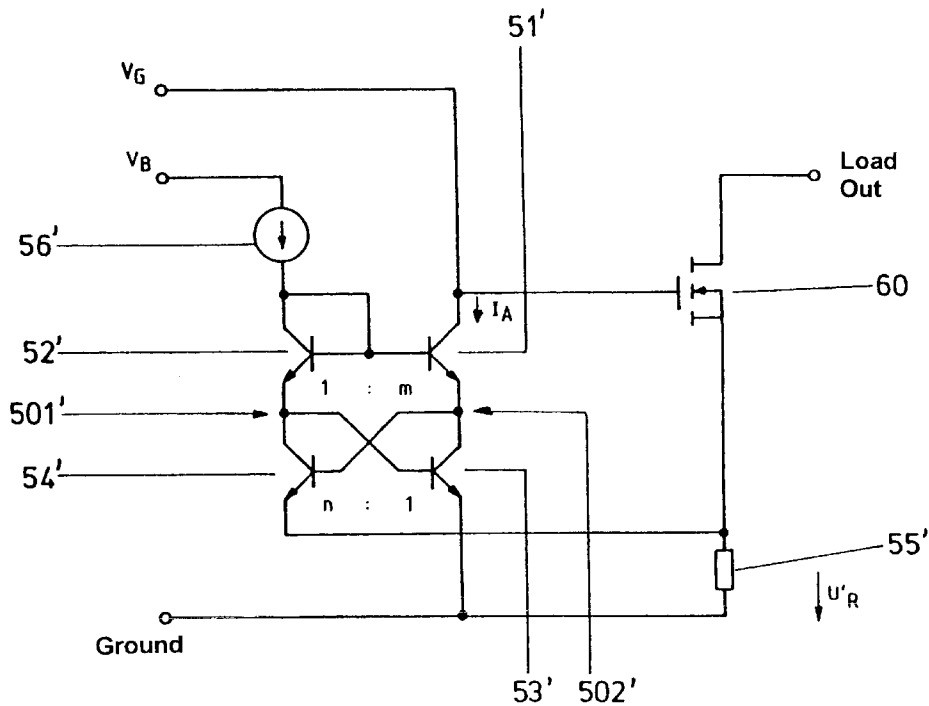 51'
V_G
V_B
Load
Out
56'
60
I_A
52'
1 : m
501'
54'
n : 1
55'
U'_R
Ground
53'
502'